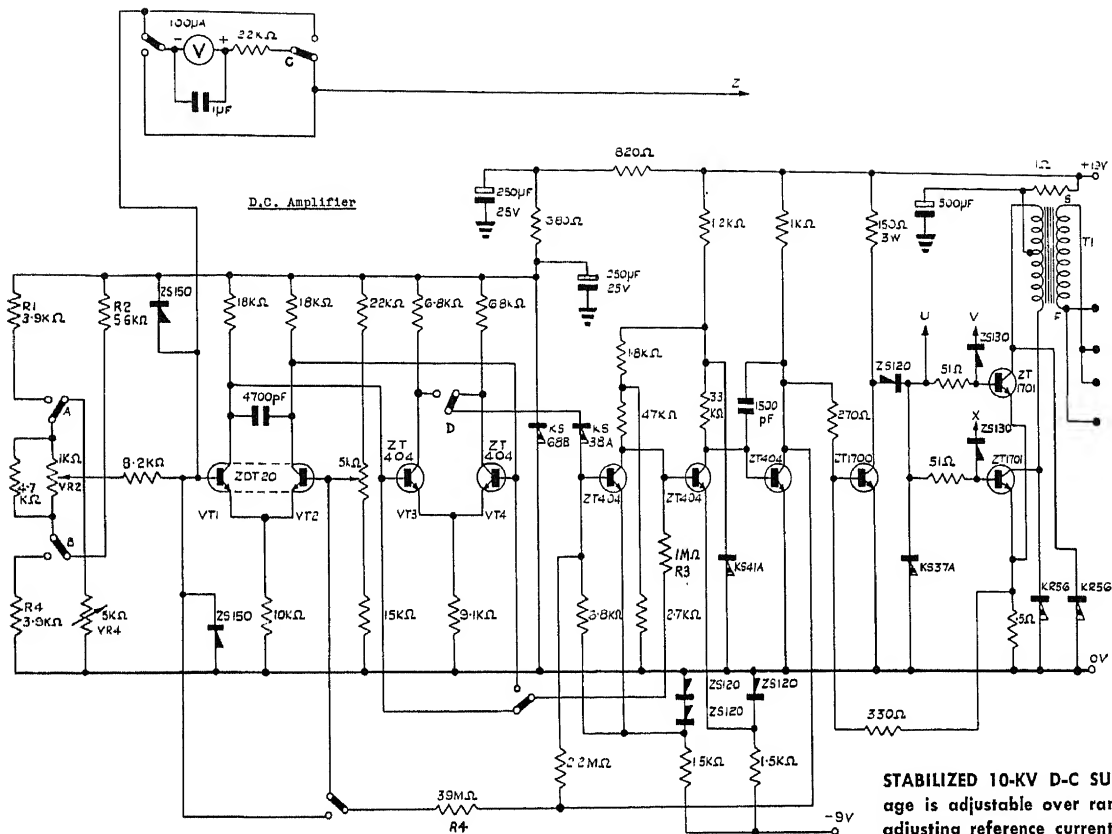 100µA
- V +
22KΩ
C
1µF
Z
D.C. Amplifier
250µF
25V
820Ω
680Ω
250µF
25V
1.2KΩ
1KΩ
150Ω
3W
500µF
1Ω
+12V
S
T1
F
R1
3.9KΩ
R2
5.6KΩ
ZS150
18KΩ
18KΩ
22KΩ
6.8KΩ
6.8KΩ
A
4700pF
D
1.8KΩ
47KΩ
33
KΩ
1500
pF
ZS120
U
V
ZS130
51Ω
ZT
1701
1KΩ
VR2
4.7
KΩ
8.2KΩ
ZDT20
VT1
VT2
5KΩ
ZT
404
VT3
ZT
404
VT4
KS
68B
KS
38A
ZT404
ZT404
ZT404
270Ω
ZT1700
X
ZS130
51Ω
ZT1701
B
R4
3.9KΩ
5KΩ
VR4
ZS150
10KΩ
15KΩ
9.1KΩ
6.8KΩ
1MΩ
R3
2.7KΩ
KS41A
KS37A
KR56
KR56
5Ω
0V
ZS120
ZS120
ZS120
330Ω
2.2MΩ
1.5KΩ
1.5KΩ
39MΩ
R4
-9V
STABILIZED 10-KV D-C SU
age is adjustable over ran
adjusting reference current